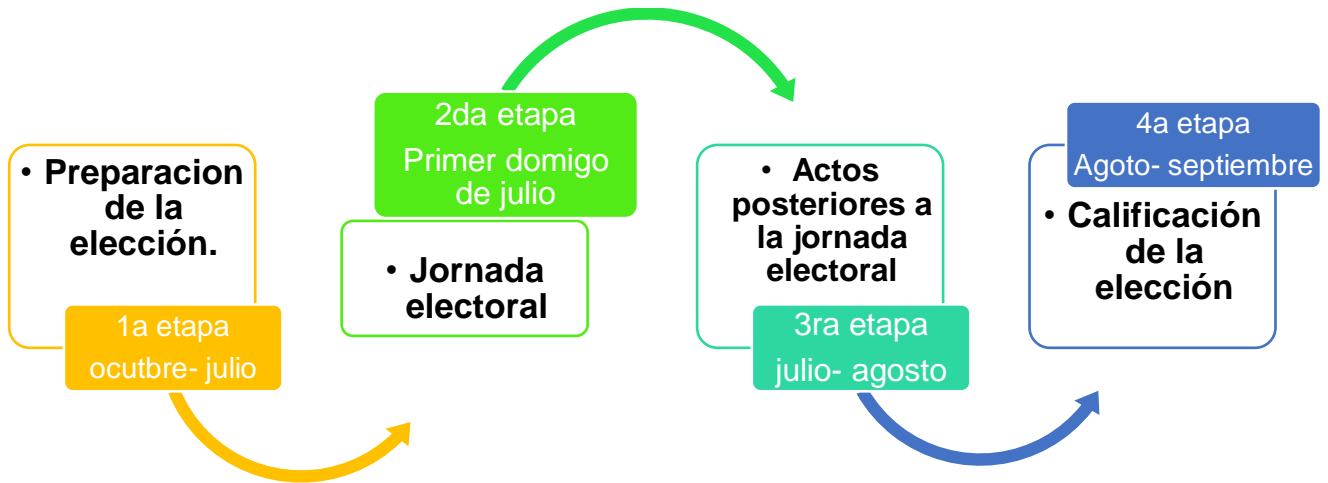 • Preparacion
de la
elección.
1a etapa
ocutbre- julio
2da etapa
Primer domigo
de julio
• Jornada
electoral
• Actos
posteriores a
la jornada
electoral
3ra etapa
julio- agosto
4a etapa
Agoto- septiembre
• Calificación
de la
elección